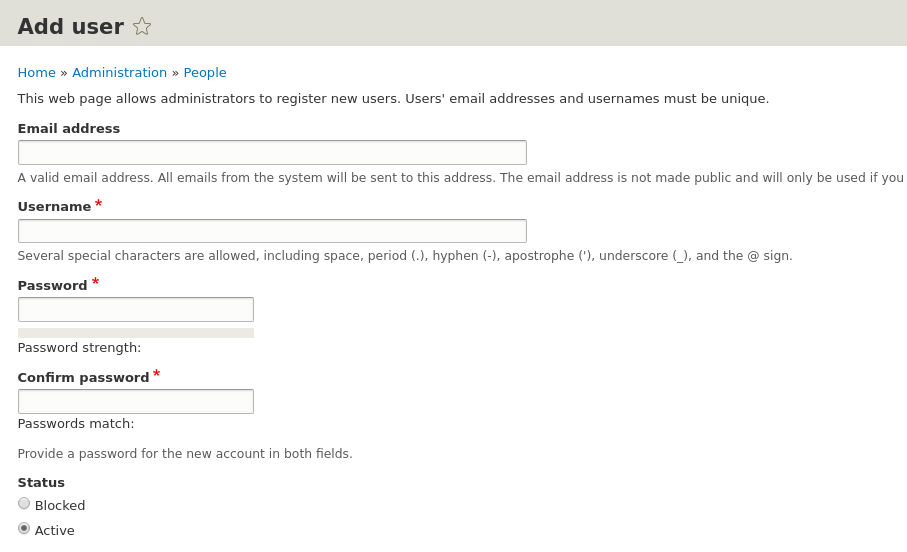 Add user
Home » Administration » People
This web page allows administrators to register new users. Users' email addresses and usernames must be unique.
Email address
A valid email address. All emails from the system will be sent to this address. The email address is not made public and will only be used if you
Username *
Several special characters are allowed, including space, period (.), hyphen (-), apostrophe ('), underscore (_), and the @ sign.
Password *
Password strength:
Confirm password *
Passwords match:
Provide a password for the new account in both fields.
Status
Blocked
Active